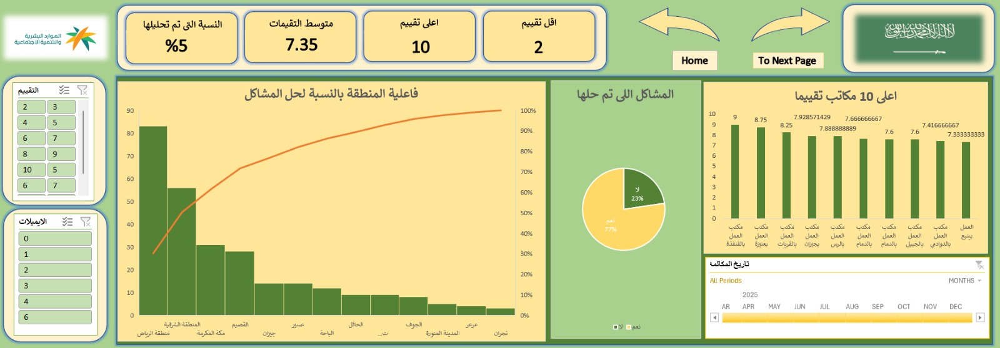 الموارد البشرية
والتنمية الاجتماعية
النسبة التى تم تحليلها
%5
متوسط التقيمات
7.35
اعلى تقييم
10
اقل تقييم
2
Home
To Next Page
لا إله إلا الله محمد رسول الله
التقييم
2 3
4 5
6 7
8 9
10 5
6 7
الايميلات
0
1
2
3
4
6
فاعلية المنطقة بالنسبة لحل المشاكل
90
80
70
60
50
40
30
20
10
0
100%
90%
80%
70%
60%
50%
40%
30%
20%
10%
0%
منطقة الرياض
المنطقة الشرقية
مكة المكرمة
القصيم
جيزان
عسير
الباحة
الحائل
ت...
الجوف
المدينة المنورة
عرعر
نجران
المشاكل اللى تم حلها
لا
23%
نعم
77%
لا نعم
اعلى 10 مكاتب تقييما
10
9
8
7
6
5
4
3
2
1
0
9
8.75
8.25
7.928571429
7.888888889
7.666666667
7.6
7.6
7.416666667
7.333333333
مكتب
العمل
بالقنفذة
مكتب
العمل
بعنيزة
مكتب
العمل
بالقريات
مكتب
العمل
بجيزان
مكتب
العمل
بالرس
مكتب
العمل
بالدمام
مكتب
العمل
بالدمام
مكتب
العمل
بالجبيل
مكتب
العمل
بالدوادمي
العمل
بينبع
تاريخ المكالمه
All Periods
MONTHS
2025
AR APR MAY JUN JUL AUG SEP OCT NOV DEC